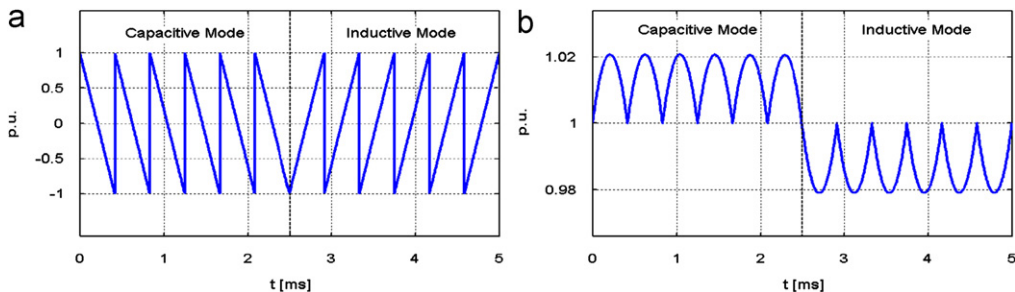 a
Capacitive Mode Inductive Mode
1
0.5
0
-0.5
-1
p.u.
0 1 2 3 4 5
t [ms]
b
Capacitive Mode Inductive Mode
1.02
1
0.98
p.u.
0 1 2 3 4 5
t [ms]